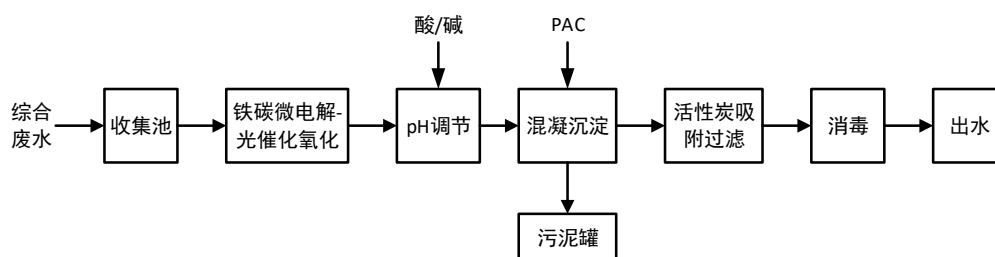 酸/碱
PAC
综合
废水
收集池
铁碳微电解-
光催化氧化
pH调节
混凝沉淀
活性炭吸
附过滤
消毒
出水
污泥罐